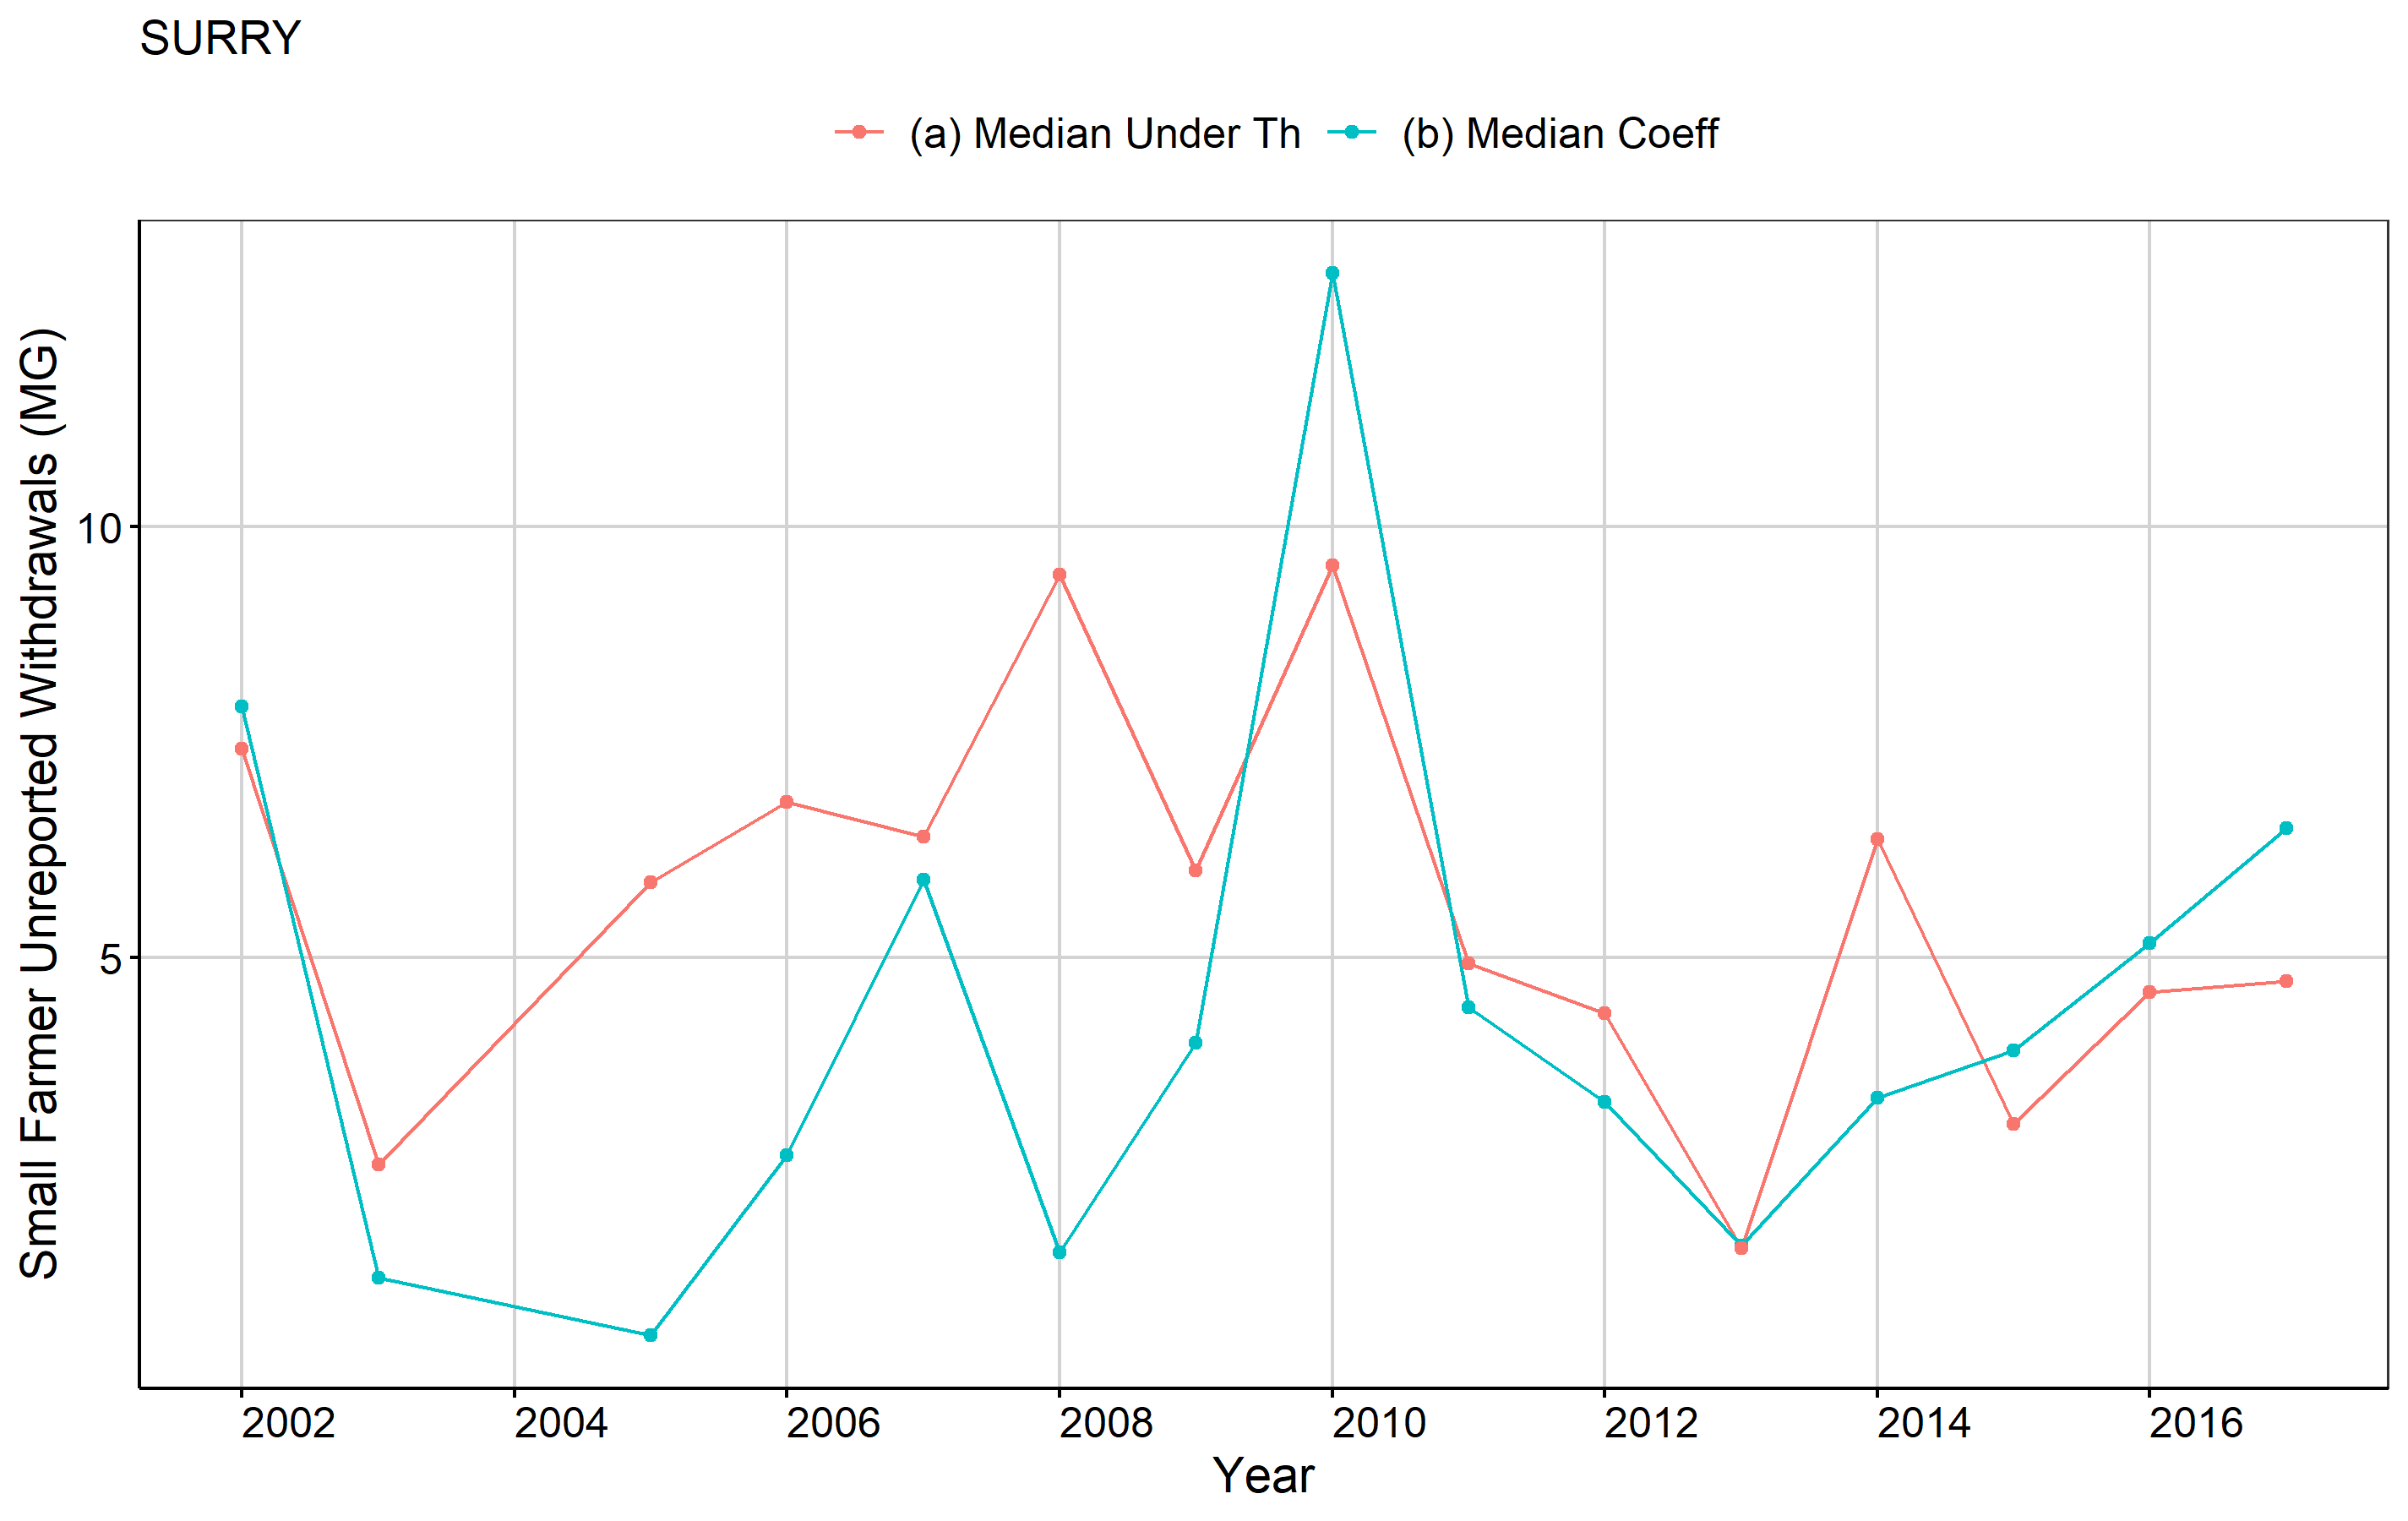 SURRY
(a) Median Under Th (b) Median Coeff
Small Farmer Unreported Withdrawals (MG)
10
5
2002 2004 2006 2008 2010 2012 2014 2016
Year